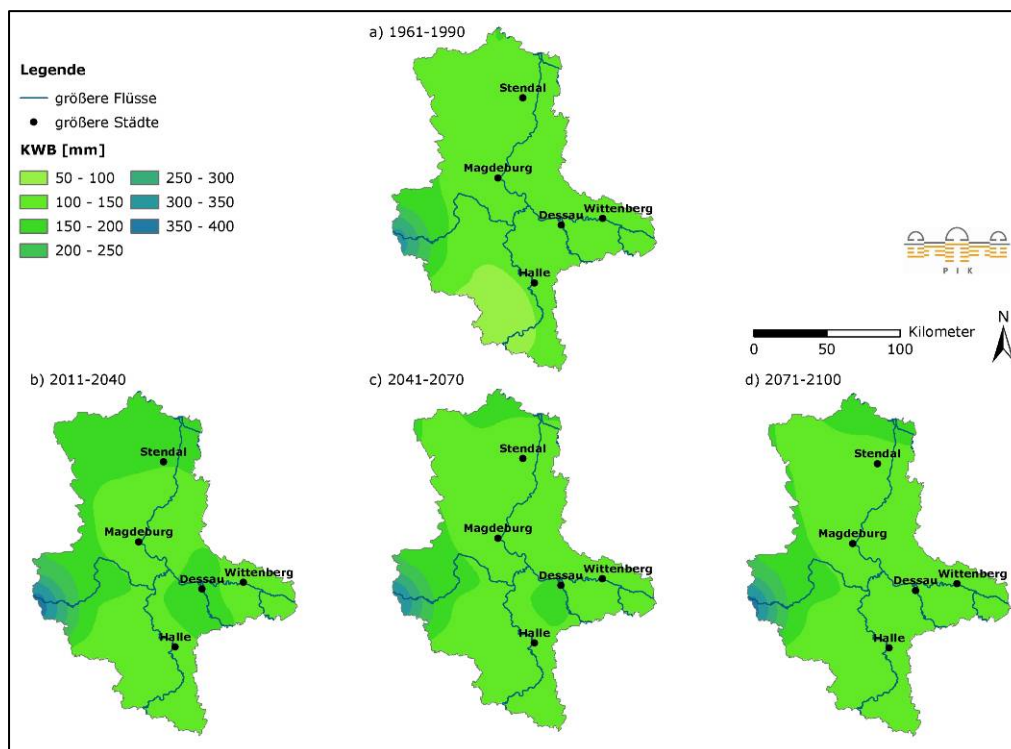 a) 1961-1990
Legende
größere Flüsse
größere Städte
KWB [mm]
50 - 100
100 - 150
150 - 200
200 - 250
250 - 300
300 - 350
350 - 400
Stendal
Magdeburg
Dessau
Wittenberg
Halle
P I K
Kilometer
0 50 100
N
b) 2011-2040
Stendal
Magdeburg
Dessau
Wittenberg
Halle
c) 2041-2070
Stendal
Magdeburg
Dessau
Wittenberg
Halle
d) 2071-2100
Stendal
Magdeburg
Dessau
Wittenberg
Halle